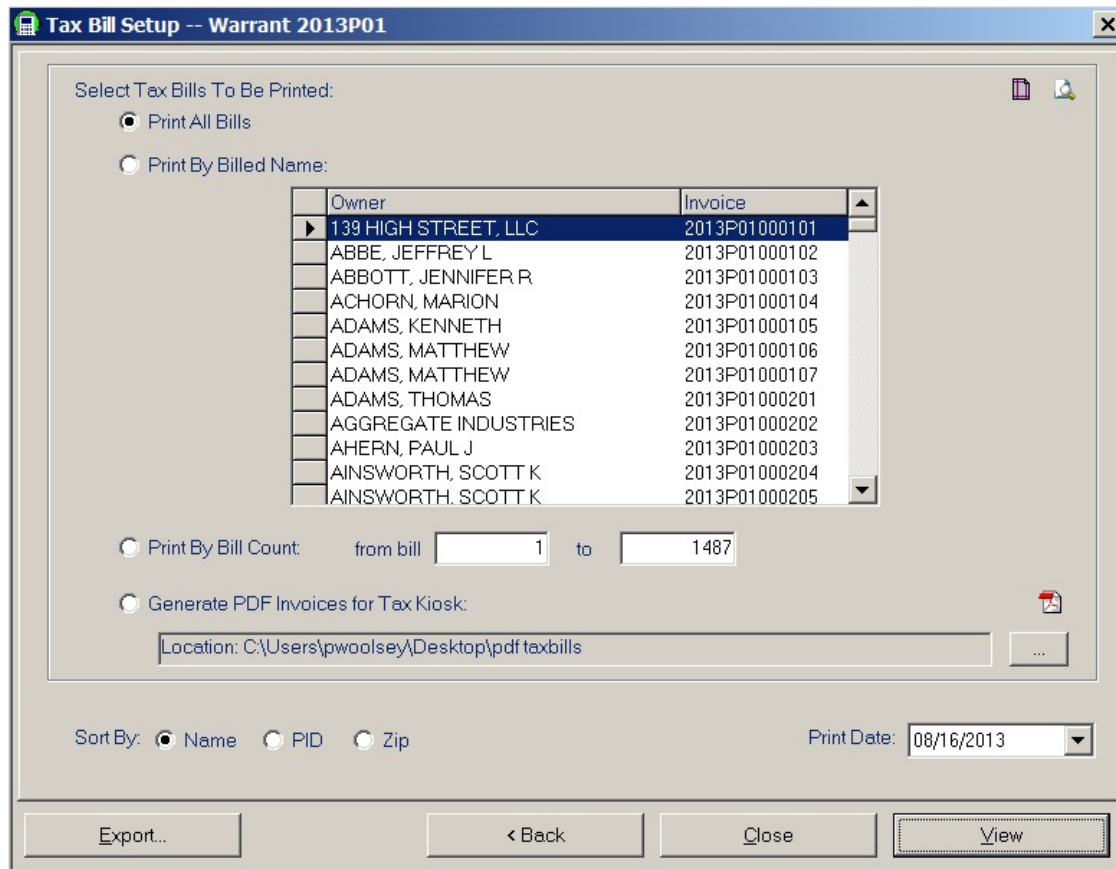 Tax Bill Setup -- Warrant 2013P01
Select Tax Bills To Be Printed:
Print All Bills
Print By Billed Name:
Owner Invoice
139 HIGH STREET, LLC 2013P01000101
ABBE, JEFFREY L 2013P01000102
ABBOTT, JENNIFER R 2013P01000103
ACHORN, MARION 2013P01000104
ADAMS, KENNETH 2013P01000105
ADAMS, MATTHEW 2013P01000106
ADAMS, MATTHEW 2013P01000107
ADAMS, THOMAS 2013P01000201
AGGREGATE INDUSTRIES 2013P01000202
AHERN, PAUL J 2013P01000203
AINSWORTH, SCOTT K 2013P01000204
AINSWORTH, SCOTT K 2013P01000205
Print By Bill Count: from bill 1 to 1487
Generate PDF Invoices for Tax Kiosk:
Location: C:\Users\pwoolsey\Desktop\pdf taxbills ...
Sort By: Name PID Zip Print Date: 08/16/2013
Export... < Back Close View